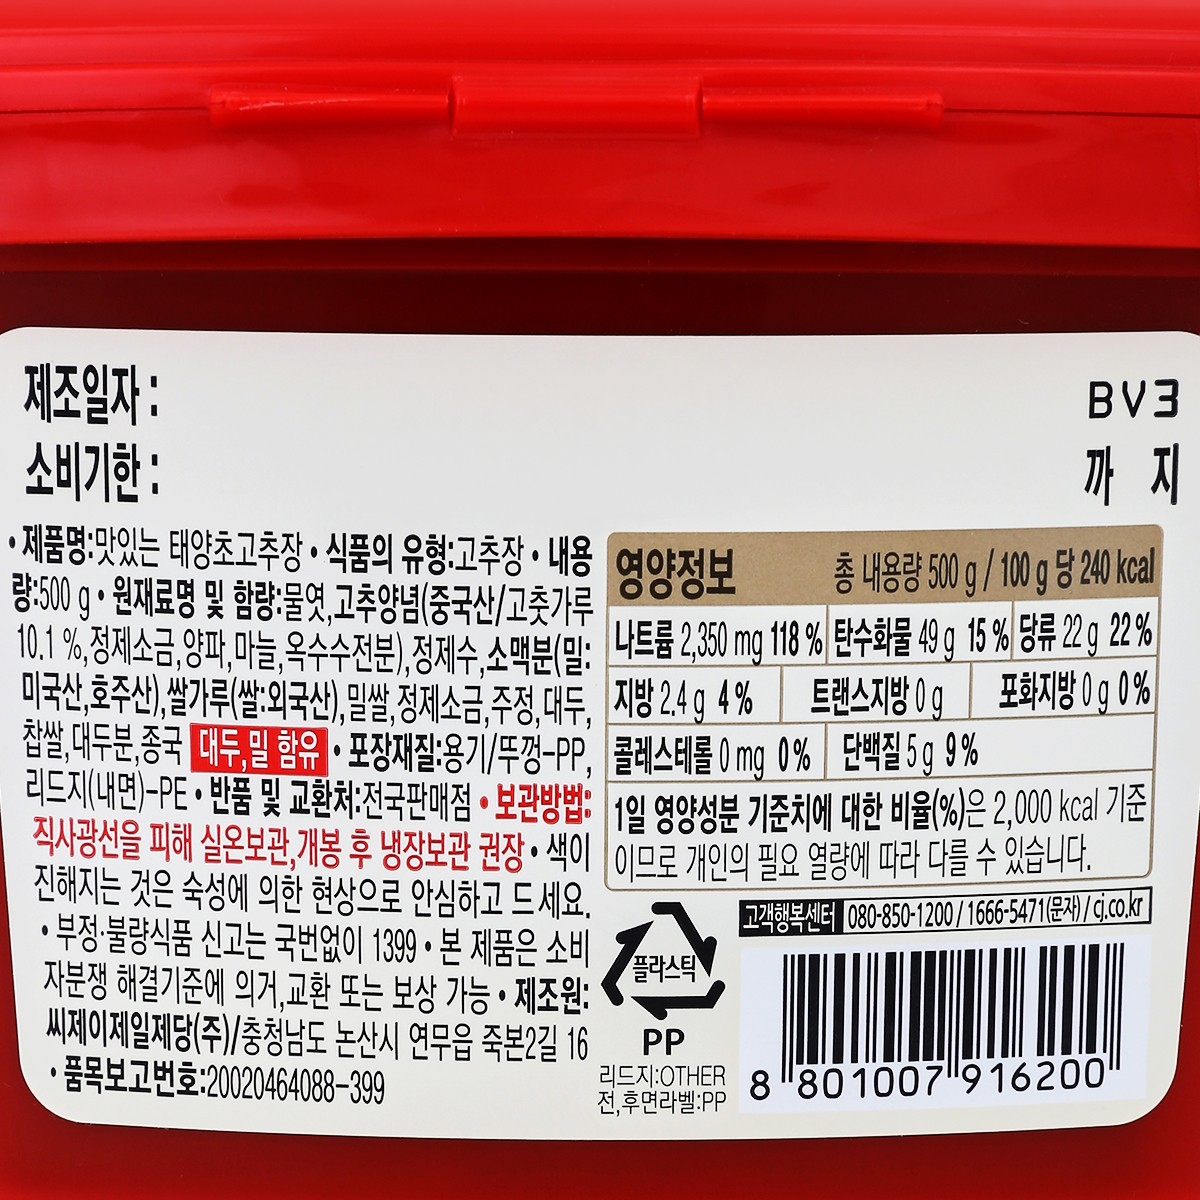 제조일자 :
BV3
소비기한 :
까 지
• 제품명:맛있는 태양초고추장 • 식품의 유형:고추장 • 내용
량:500 g • 원재료명 및 함량:물엿,고추양념(중국산/고춧가루
10.1 %,정제소금,양파,마늘,옥수수전분),정제수,소맥분(밀:
미국산,호주산),쌀가루(쌀:외국산),밀쌀,정제소금,주정,대두,
찹쌀,대두분,종국 대두,밀 함유 • 포장재질:용기/뚜껑-PP,
리드지(내면)-PE • 반품 및 교환처:전국판매점 • 보관방법:
직사광선을 피해 실온보관,개봉 후 냉장보관 권장 • 색이
진해지는 것은 숙성에 의한 현상으로 안심하고 드세요.
• 부정·불량식품 신고는 국번없이 1399 • 본 제품은 소비
자분쟁 해결기준에 의거,교환 또는 보상 가능 • 제조원:
씨제이제일제당(주)/충청남도 논산시 연무읍 죽본2길 16
• 품목보고번호:20020464088-399
영양정보 총 내용량 500 g / 100 g 당 240 kcal
나트륨 2,350 mg 118 % 탄수화물 49 g 15 % 당류 22 g 22 %
지방 2.4 g 4 % 트랜스지방 0 g 포화지방 0 g 0 %
콜레스테롤 0 mg 0 % 단백질 5 g 9 %
1일 영양성분 기준치에 대한 비율(%)은 2,000 kcal 기준
이므로 개인의 필요 열량에 따라 다를 수 있습니다.
고객행복센터 080-850-1200 / 1666-5471(문자) / cj.co.kr
플라스틱
PP
리드지:OTHER
전,후면라벨:PP
8 801007 916200